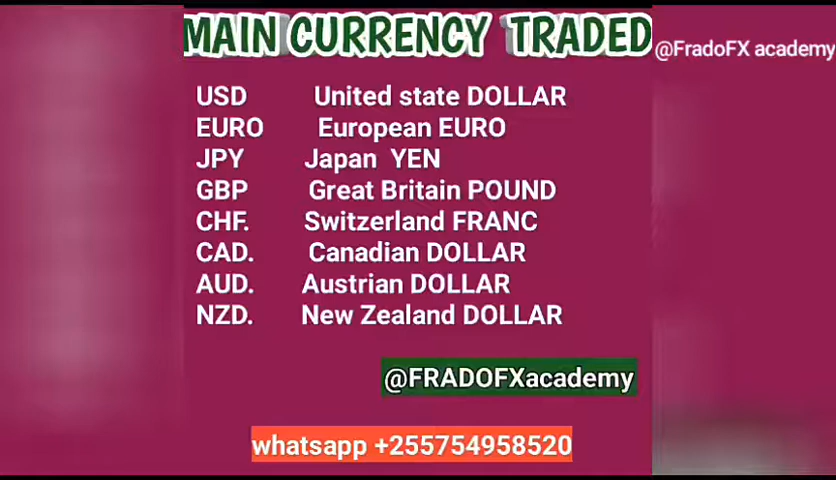 MAIN CURRENCY TRADED
@FradoFX academy
USD United state DOLLAR
EURO European EURO
JPY Japan YEN
GBP Great Britain POUND
CHF. Switzerland FRANC
CAD. Canadian DOLLAR
AUD. Austrian DOLLAR
NZD. New Zealand DOLLAR
@FRADOFXacademy
whatsapp +255754958520